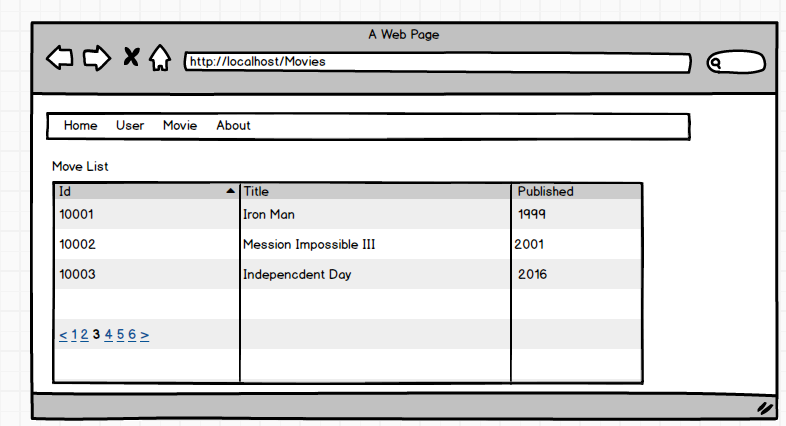 A Web Page
http://localhost/Movies
Home User Movie About
Move List
Id Title Published
10001 Iron Man 1999
10002 Mession Impossible III 2001
10003 Indepencdent Day 2016
< 1 2 3 4 5 6 >